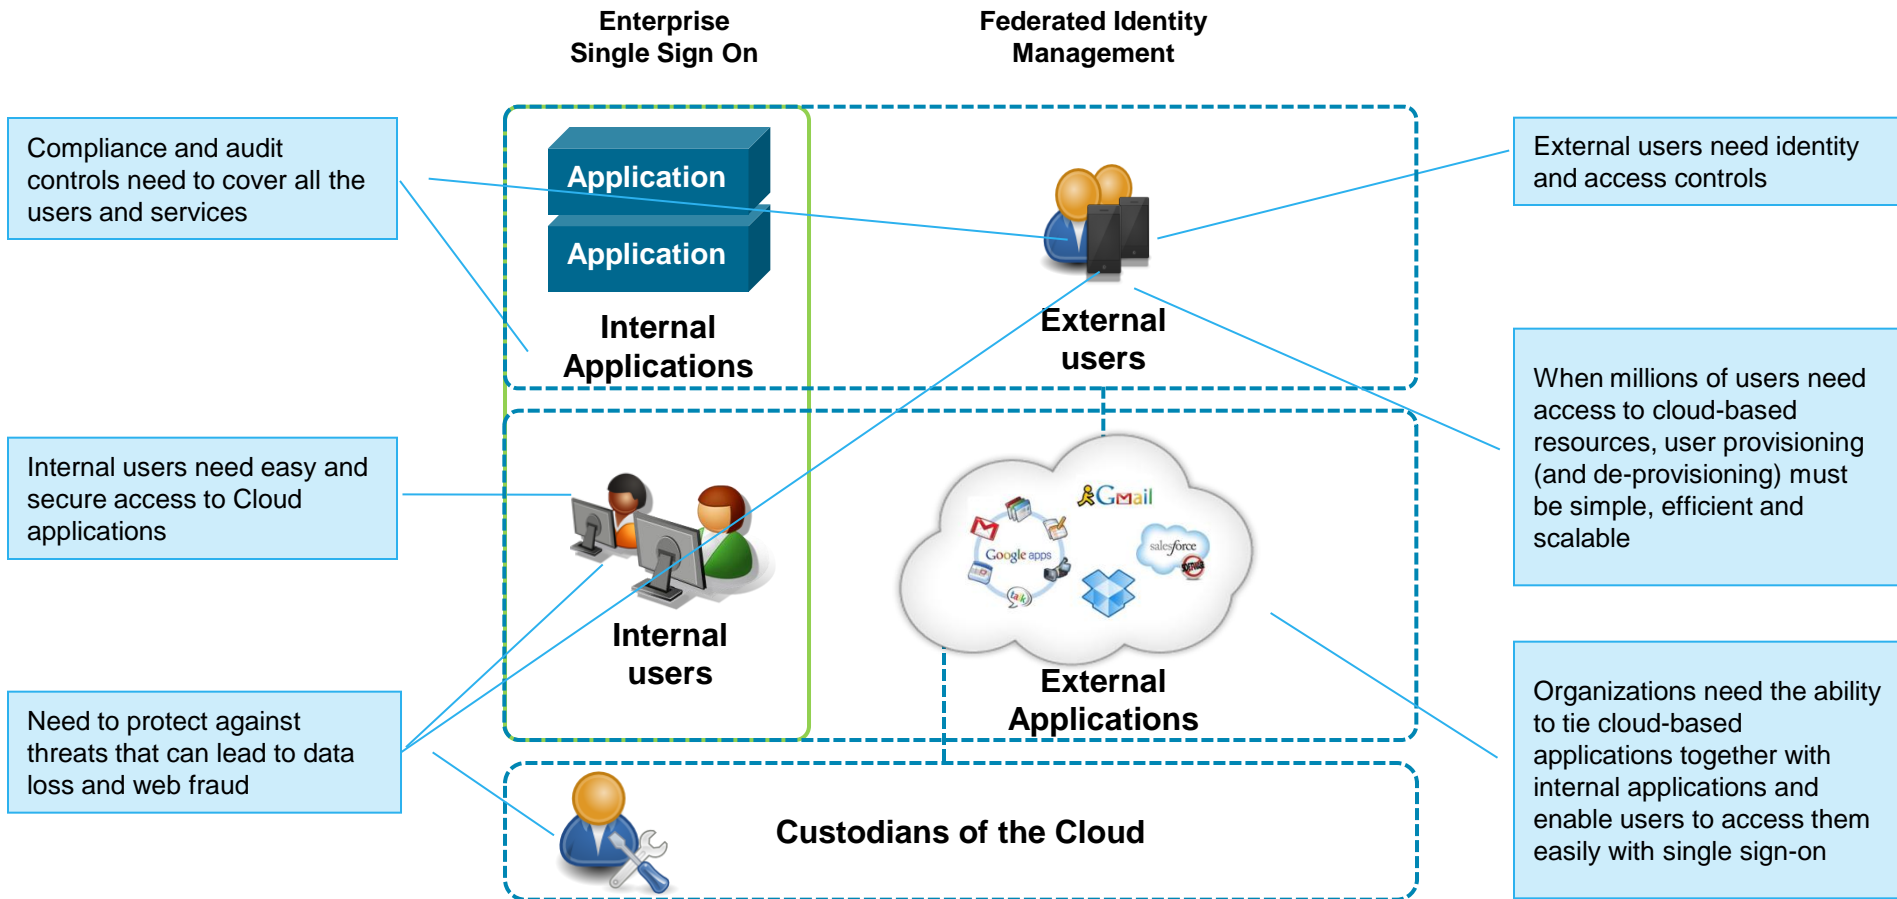 Enterprise
Single Sign On
Federated Identity
Management
Compliance and audit
controls need to cover all the
users and services
Application
Application
Internal
Applications
External
users
External users need identity
and access controls
When millions of users need
access to cloud-based
resources, user provisioning
(and de-provisioning) must
be simple, efficient and
scalable
Internal users need easy and
secure access to Cloud
applications
Internal
users
GMail
Google apps
talk
salesforce
SOFTWARE
External
Applications
Need to protect against
threats that can lead to data
loss and web fraud
Custodians of the Cloud
Organizations need the ability
to tie cloud-based
applications together with
internal applications and
enable users to access them
easily with single sign-on